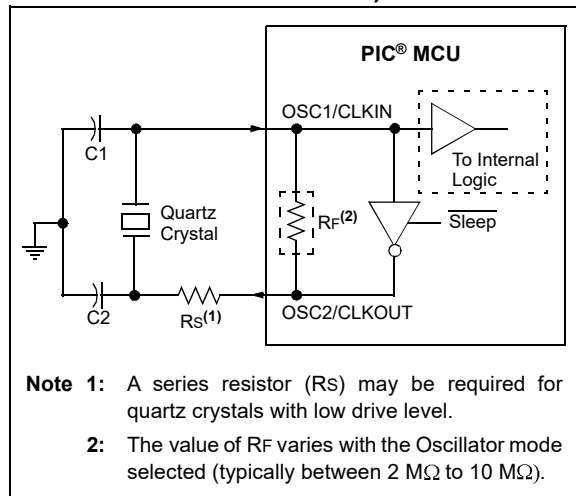 PIC® MCU
OSC1/CLKIN
C1
To Internal
Logic
Quartz
Crystal
RF(2)
Sleep
C2
RS(1)
OSC2/CLKOUT
Note 1: A series resistor (RS) may be required for
quartz crystals with low drive level.
2: The value of RF varies with the Oscillator mode
selected (typically between 2 MΩ to 10 MΩ).